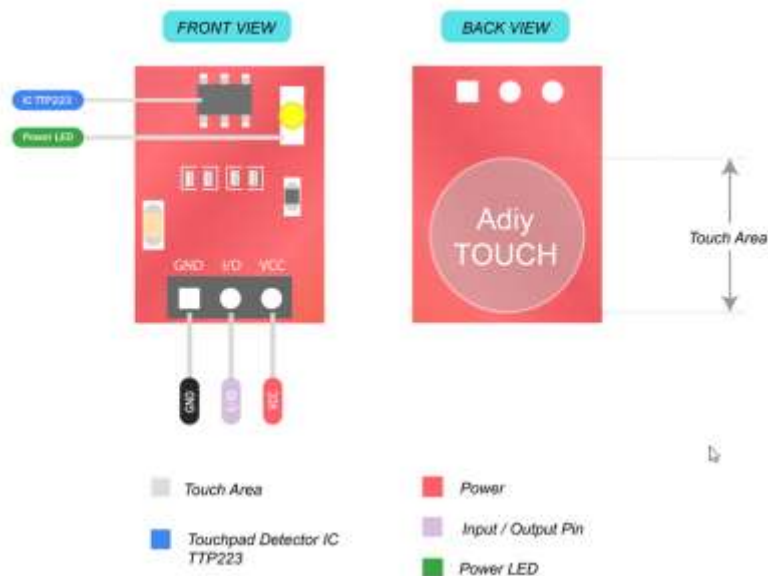 FRONT VIEW
BACK VIEW
IC TTP223
Power LED
GND I/O VCC
GND
I/O
VCC
Adiy
TOUCH
Touch Area
Touch Area
Touchpad Detector IC
TTP223
Power
Input / Output Pin
Power LED